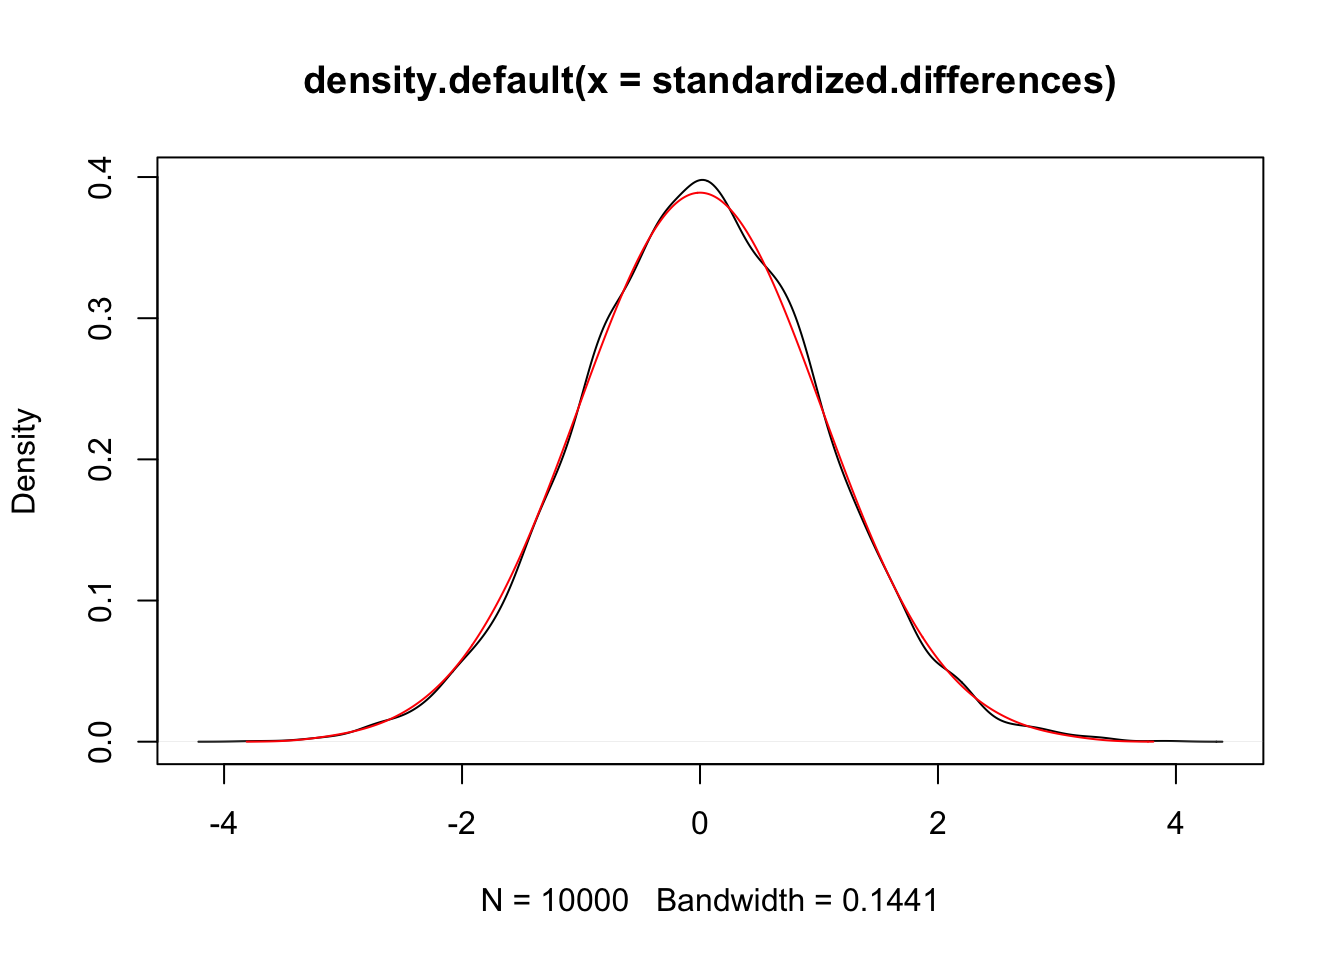 density.default(x = standardized.differences)
Density
0.4
0.3
0.2
0.1
0.0
-4 -2 0 2 4
N = 10000 Bandwidth = 0.1441